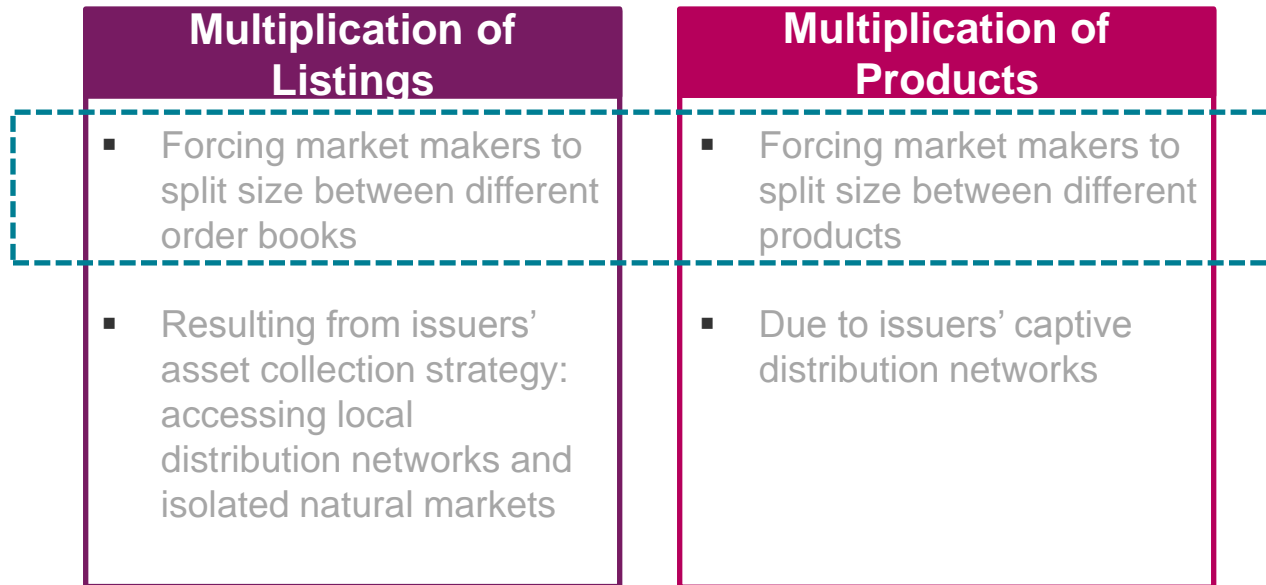 Multiplication of
Listings
▪ Forcing market makers to
split size between different
order books
▪ Resulting from issuers’
asset collection strategy:
accessing local
distribution networks and
isolated natural markets
Multiplication of
Products
▪ Forcing market makers to
split size between different
products
▪ Due to issuers’ captive
distribution networks